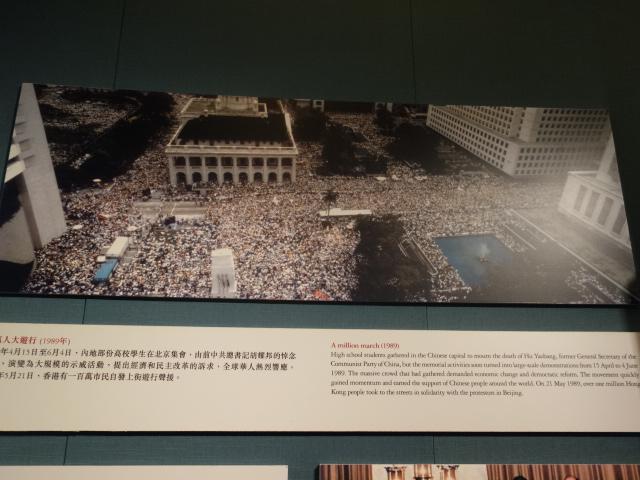 人大遊行 (1989年)
年4月15日至6月4日，內地部份高校學生在北京集會，由前中共總書記胡耀邦的悼念
，演變為大規模的示威活動，提出經濟和民主改革的訴求，全球華人熱烈響應。
年5月21日，香港有一百萬市民自發上街遊行聲援。
A million march (1989)
High school students gathered in the Chinese capital to mourn the death of Hu Yaobang, former General Secretary of the
Communist Party of China, but the memorial activities soon turned into large-scale demonstrations from 15 April to 4 June
1989. The massive crowd that had gathered demanded economic change and democratic reform. The movement quickly
gained momentum and earned the support of Chinese people around the world. On 21 May 1989, over one million Hong
Kong people took to the streets in solidarity with the protestors in Beijing.